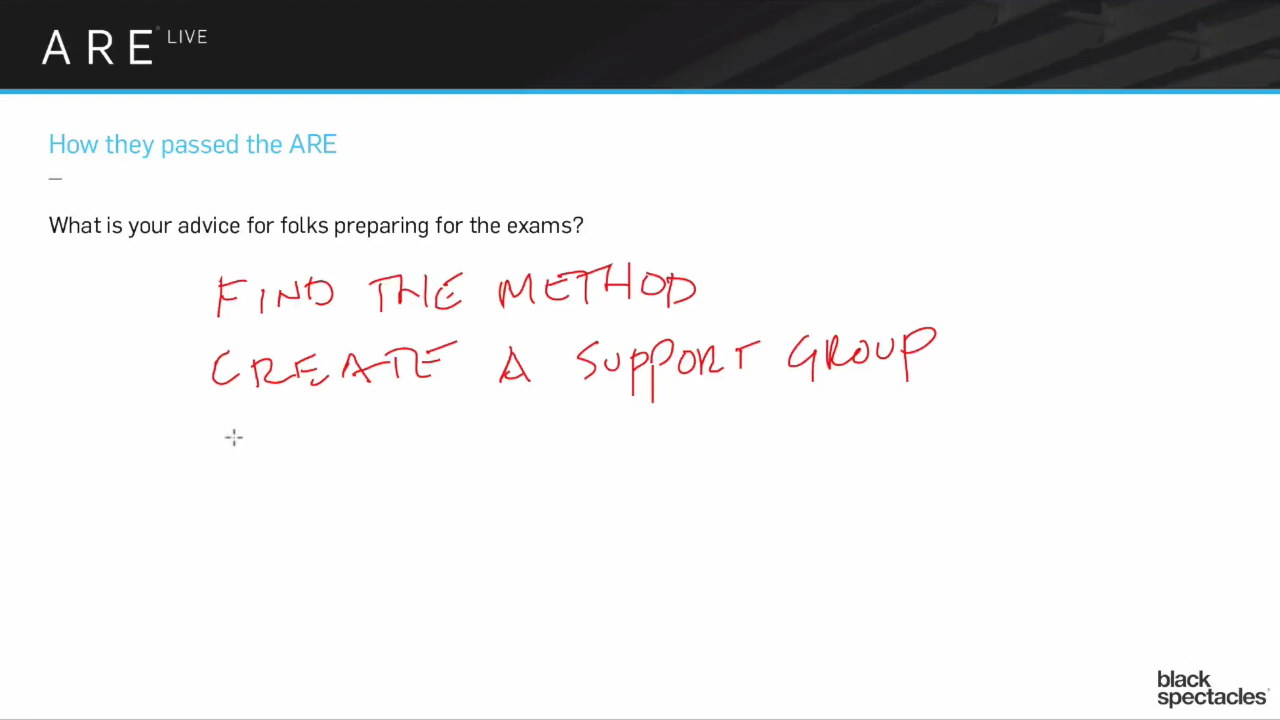 ARE® LIVE
How they passed the ARE
What is your advice for folks preparing for the exams?
FIND THE METHOD
CREATE A SUPPORT GROUP
black
spectacles®